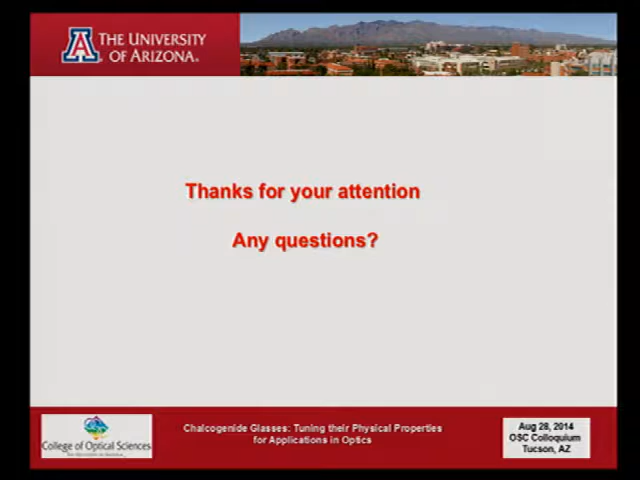 THE UNIVERSITY
OF ARIZONA.
Thanks for your attention
Any questions?
College of Optical Sciences
Chalcogenide Glasses: Tuning their Physical Properties
for Applications in Optics
Aug 28, 2014
OSC Colloquium
Tucson, AZ